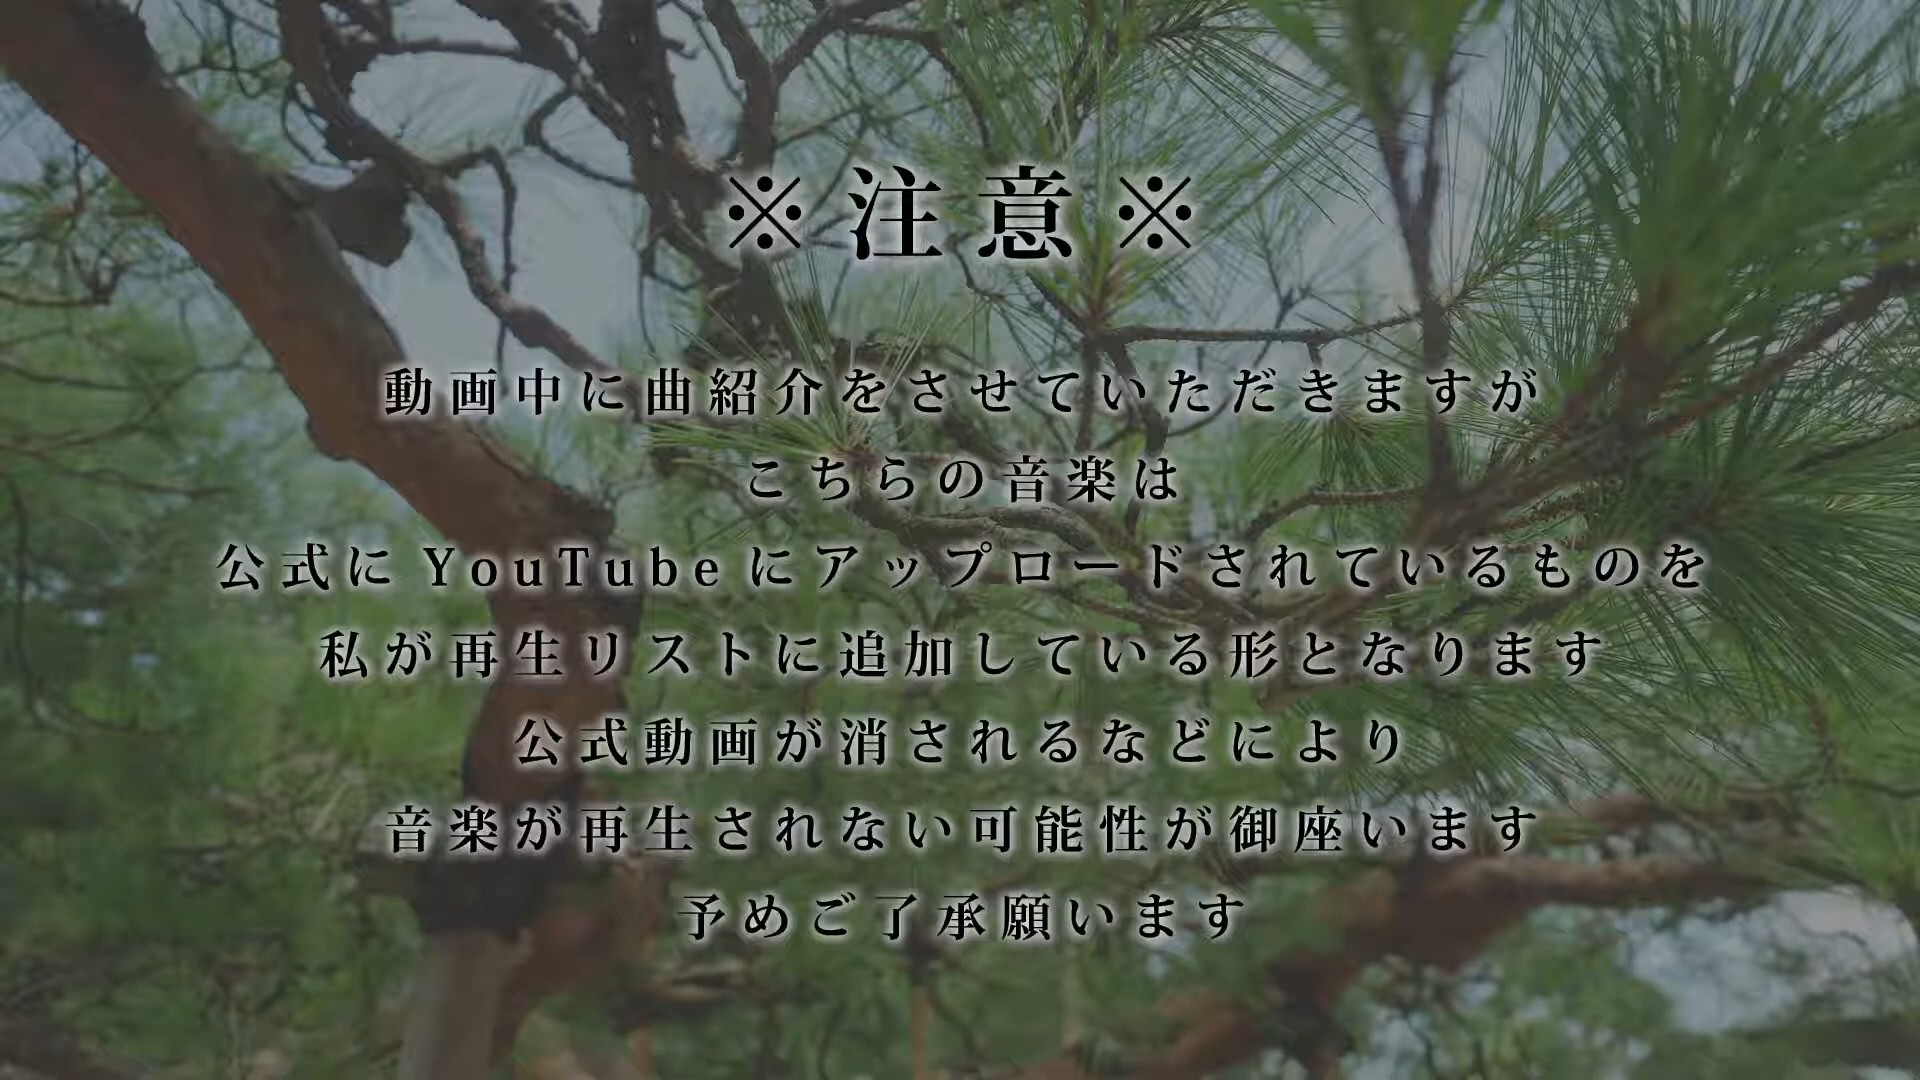 ※注意※
動画中に曲紹介をさせていただきますが
こちらの音楽は
公式にYouTubeにアップロードされているものを
私が再生リストに追加している形となります
公式動画が消されるなどにより
音楽が再生されない可能性が御座います
予めご了承願います